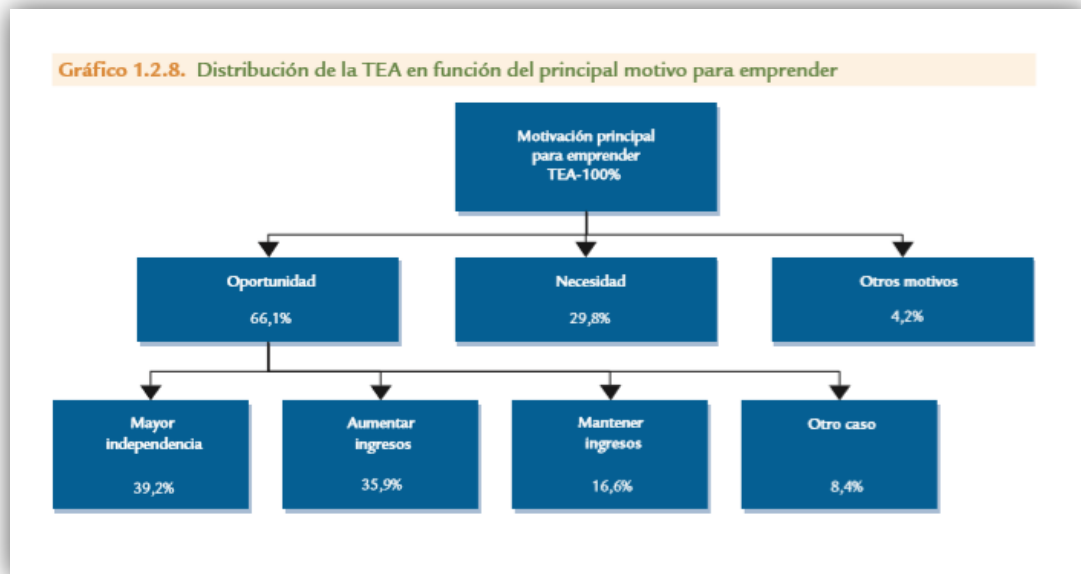 Gráfico 1.2.8. Distribución de la TEA en función del principal motivo para emprender
Motivación principal
para emprender
TEA-100%
Oportunidad
66,1%
Necesidad
29,8%
Otros motivos
4,2%
Mayor
independencia
39,2%
Aumentar
ingresos
35,9%
Mantener
ingresos
16,6%
Otro caso
8,4%